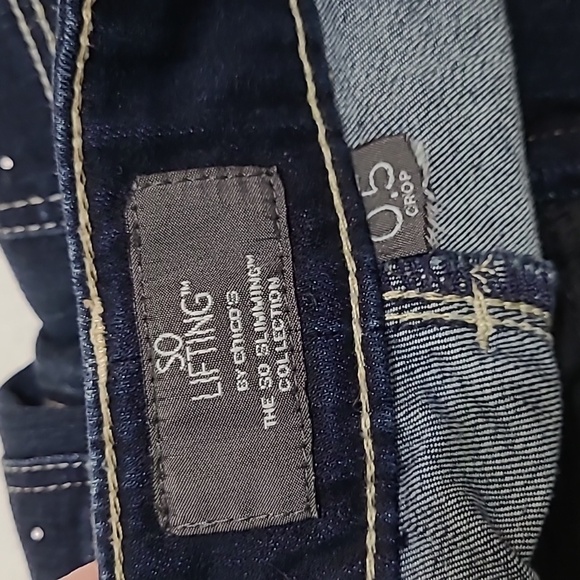 SO
LIFTING™
BY CHICO'S
THE SO SLIMMING™
COLLECTION
0.5
CROP